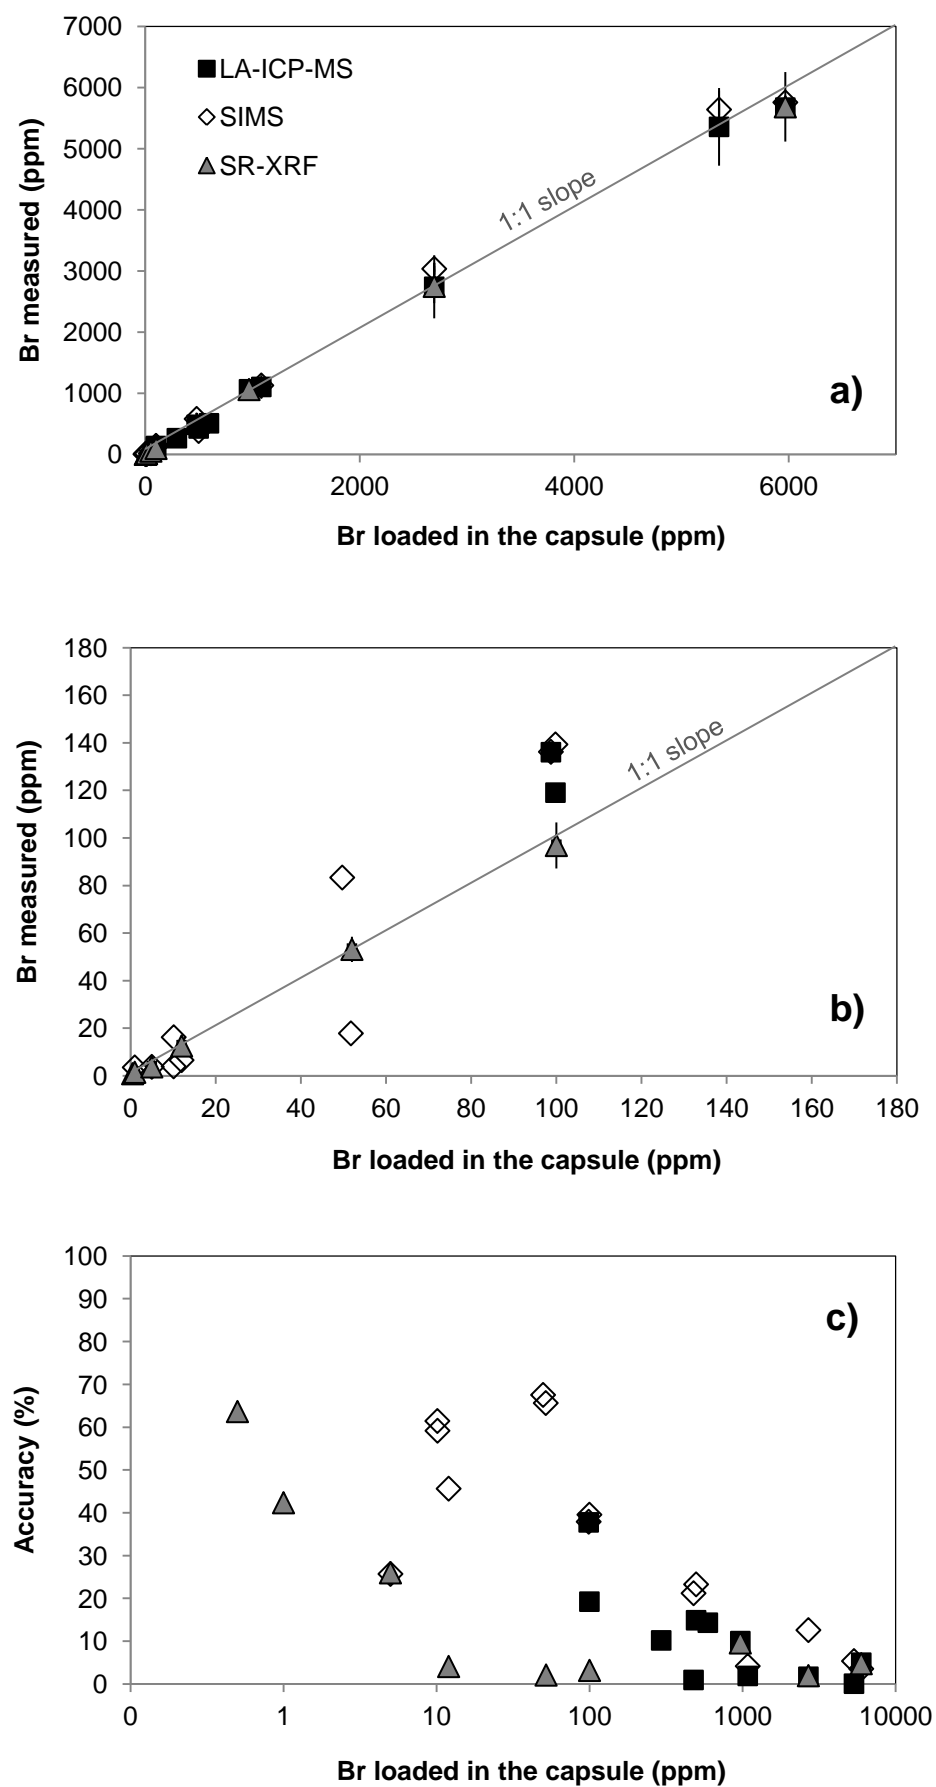 7000
6000
5000
4000
3000
2000
1000
0
Br measured (ppm)
LA-ICP-MS
SIMS
SR-XRF
1:1 slope
a)
0 2000 4000 6000
Br loaded in the capsule (ppm)
180
160
140
120
100
80
60
40
20
0
Br measured (ppm)
1:1 slope
b)
0 20 40 60 80 100 120 140 160 180
Br loaded in the capsule (ppm)
100
90
80
70
60
50
40
30
20
10
0
Accuracy (%)
c)
0 1 10 100 1000 10000
Br loaded in the capsule (ppm)